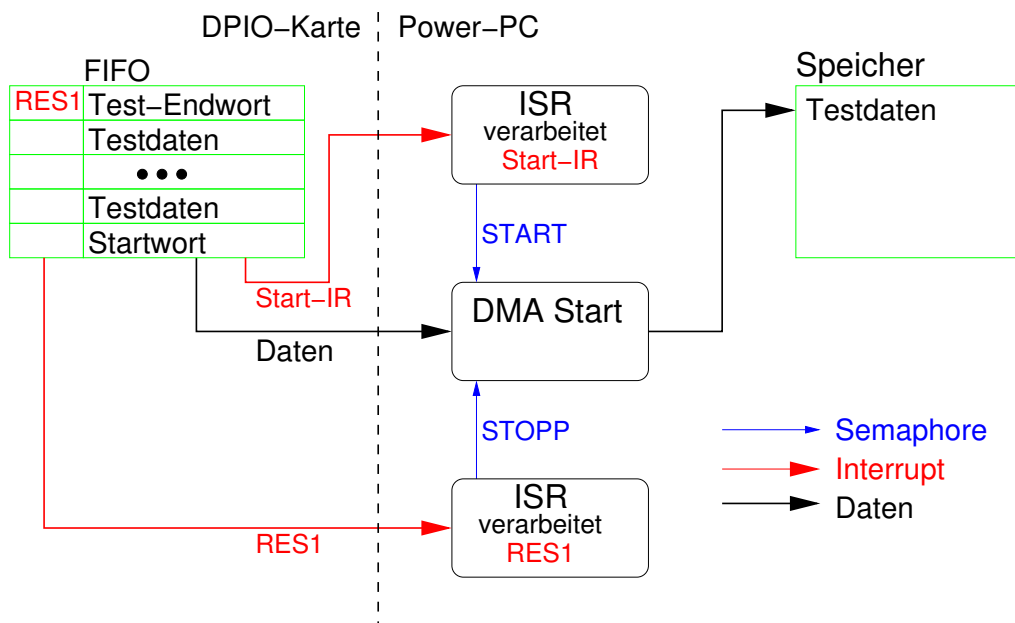 DPIO−Karte
Power−PC
FIFO
RES1 Test−Endwort
Testdaten
Testdaten
Startwort
Start−IR
Daten
RES1
ISR
verarbeitet
Start−IR
START
DMA Start
STOPP
ISR
verarbeitet
RES1
Speicher
Testdaten
Semaphore
Interrupt
Daten